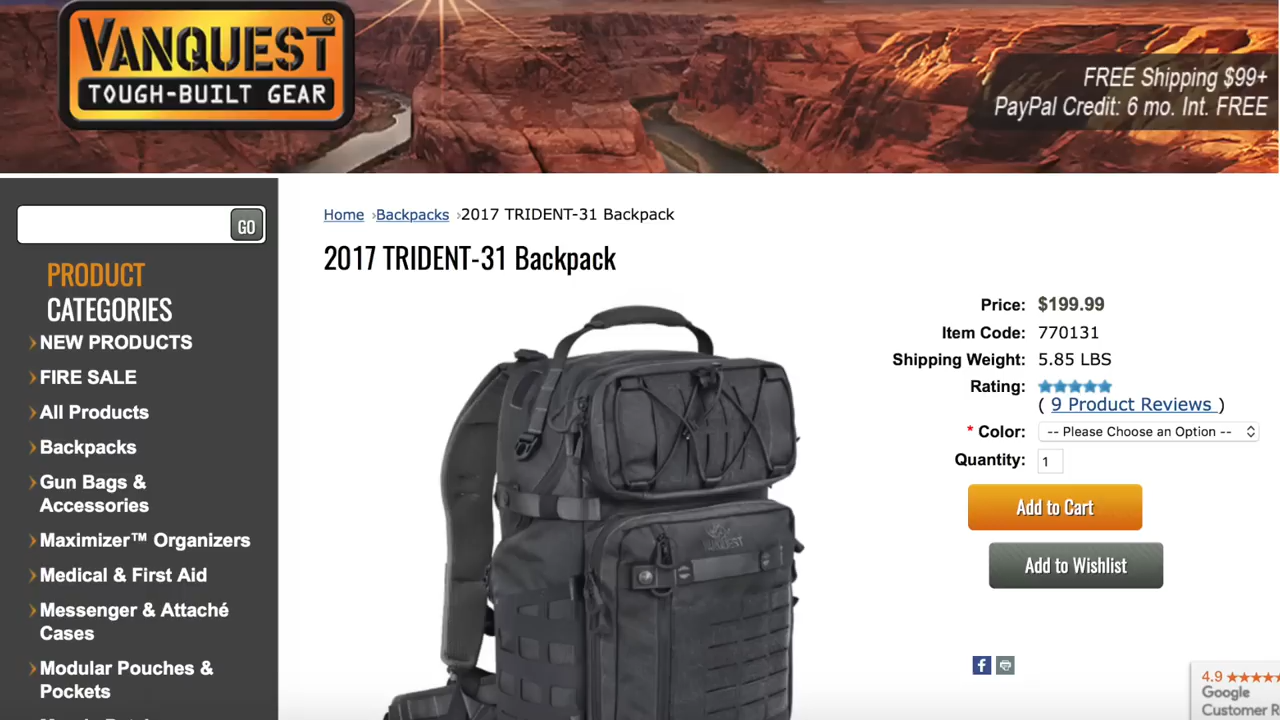 VANQUEST®
TOUGH-BUILT GEAR
FREE Shipping $99+
PayPal Credit: 6 mo. Int. FREE
GO
PRODUCT
CATEGORIES
NEW PRODUCTS
FIRE SALE
All Products
Backpacks
Gun Bags &
Accessories
Maximizer™ Organizers
Medical & First Aid
Messenger & Attaché
Cases
Modular Pouches &
Pockets
Home ›Backpacks ›2017 TRIDENT-31 Backpack
2017 TRIDENT-31 Backpack
VANQUEST
Price: $199.99
Item Code: 770131
Shipping Weight: 5.85 LBS
Rating: ★★★★★
( 9 Product Reviews )
* Color: -- Please Choose an Option --
Quantity: 1
Add to Cart
Add to Wishlist
f
4.9 ★★★★
Google
Customer R